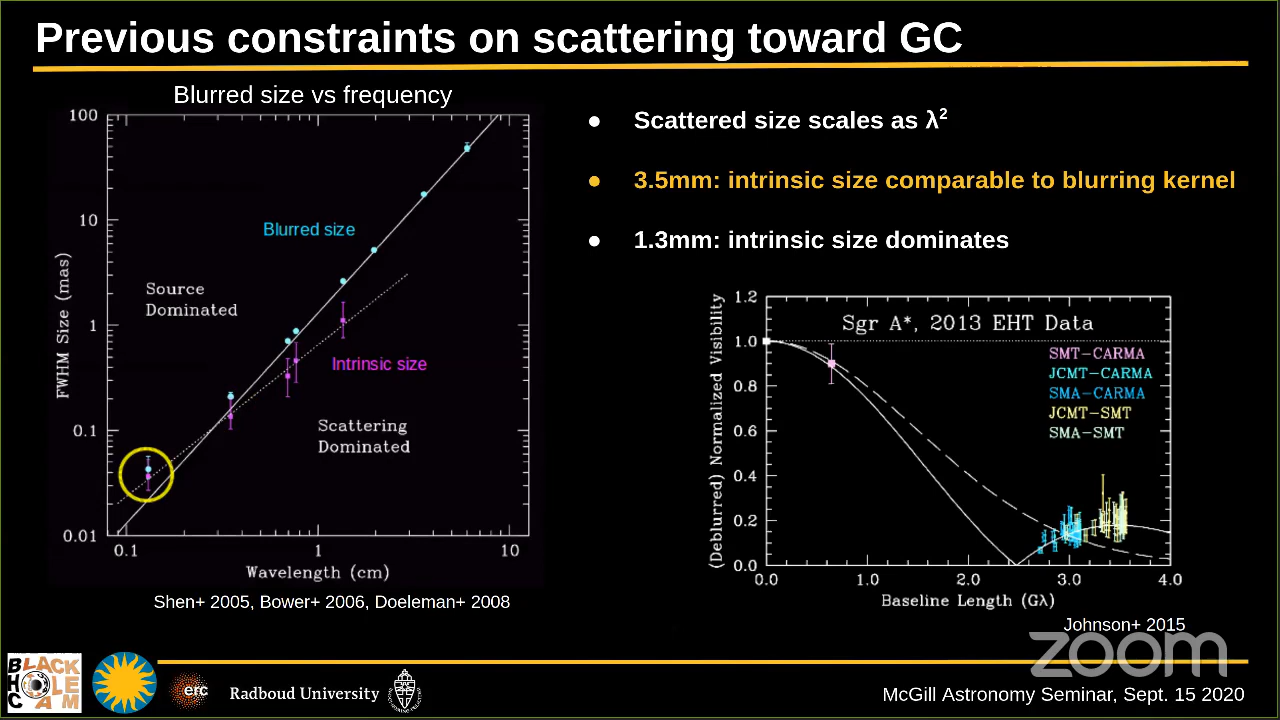 Previous constraints on scattering toward GC
Blurred size vs frequency
100
10
1
0.1
0.01
FWHM Size (mas)
Blurred size
Source
Dominated
Intrinsic size
Scattering
Dominated
0.1
1
10
Wavelength (cm)
Shen+ 2005, Bower+ 2006, Doeleman+ 2008
● Scattered size scales as λ²
● 3.5mm: intrinsic size comparable to blurring kernel
● 1.3mm: intrinsic size dominates
1.2
1.0
0.8
0.6
0.4
0.2
0.0
(Deblurred) Normalized Visibility
Sgr A*, 2013 EHT Data
SMT-CARMA
JCMT-CARMA
SMA-CARMA
JCMT-SMT
SMA-SMT
0.0
1.0
2.0
3.0
4.0
Baseline Length (Gλ)
Johnson+ 2015
zoom
BLACK
HOLE
CAM
erc
Radboud University
McGill Astronomy Seminar, Sept. 15 2020